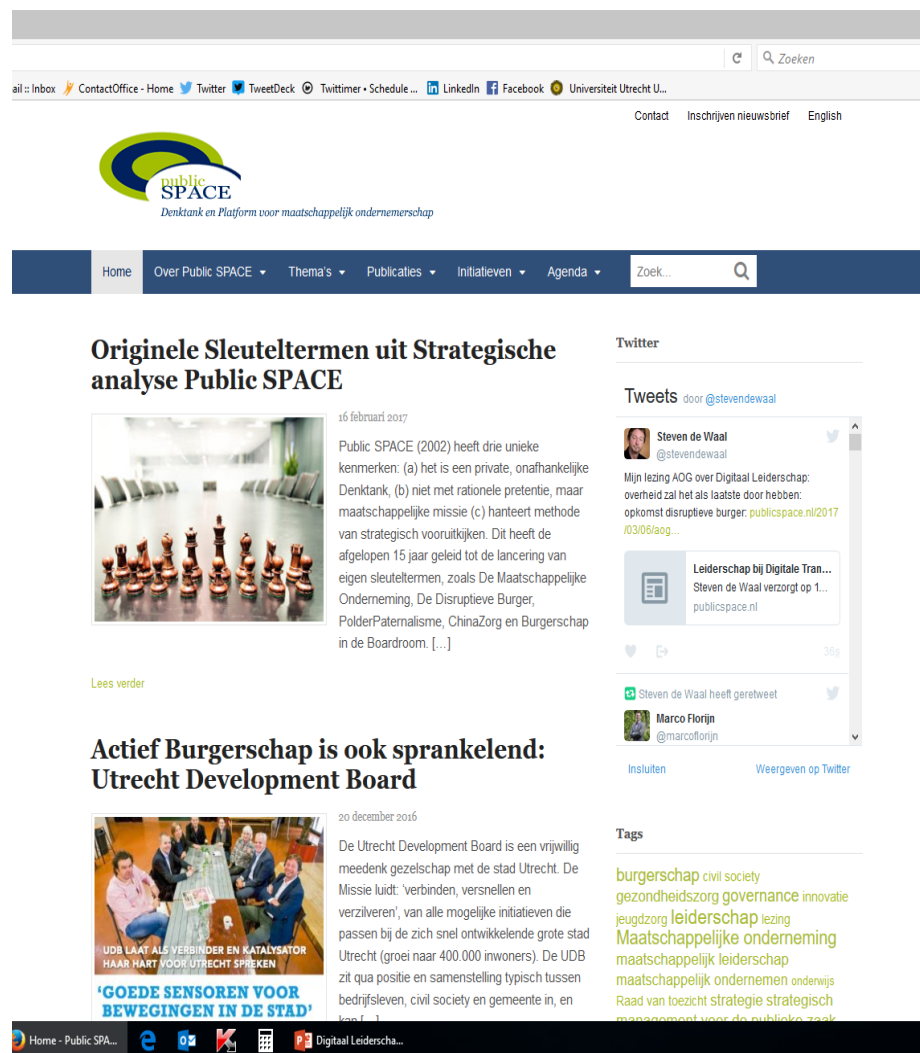 Zoeken
ail :: Inbox ContactOffice - Home Twitter TweetDeck Twittimer • Schedule ... LinkedIn Facebook Universiteit Utrecht U...
Contact Inschrijven nieuwsbrief English
public
SPACE
Denktank en Platform voor maatschappelijk ondernemerschap
Home Over Public SPACE Thema's Publicaties Initiatieven Agenda Zoek...
Originele Sleuteltermen uit Strategische
analyse Public SPACE
16 februari 2017
Public SPACE (2002) heeft drie unieke
kenmerken: (a) het is een private, onafhankelijke
Denktank, (b) niet met rationele pretentie, maar
maatschappelijke missie (c) hanteert methode
van strategisch vooruitkijken. Dit heeft de
afgelopen 15 jaar geleid tot de lancering van
eigen sleuteltermen, zoals De Maatschappelijke
Onderneming, De Disruptieve Burger,
PolderPaternalisme, ChinaZorg en Burgerschap
in de Boardroom. […]
Lees verder
Actief Burgerschap is ook sprankelend:
Utrecht Development Board
20 december 2016
De Utrecht Development Board is een vrijwillig
meedenk gezelschap met de stad Utrecht. De
Missie luidt: ‘verbinden, versnellen en
verzilveren’, van alle mogelijke initiatieven die
passen bij de zich snel ontwikkelende grote stad
Utrecht (groei naar 400.000 inwoners). De UDB
zit qua positie en samenstelling typisch tussen
bedrijfsleven, civil society en gemeente in, en
kan […]
UDB LAAT ALS VERBINDER EN KATALYSATOR
HAAR HART VOOR UTRECHT SPREKEN
‘GOEDE SENSOREN VOOR
BEWEGINGEN IN DE STAD’
Twitter
Tweets door @stevendewaal
Steven de Waal
@stevendewaal
Mijn lezing AOG over Digitaal Leiderschap:
overheid zal het als laatste door hebben:
opkomst disruptieve burger: publicspace.nl/2017
/03/06/aog…
Leiderschap bij Digitale Tran...
Steven de Waal verzorgt op 1...
publicspace.nl
36g
Steven de Waal heeft geretweet
Marco Florijn
@marcoflorijn
Insluiten Weergeven op Twitter
Tags
burgerschap civil society
gezondheidszorg governance innovatie
jeugdzorg leiderschap lezing
Maatschappelijke onderneming
maatschappelijk leiderschap
maatschappelijk ondernemen onderwijs
Raad van toezicht strategie strategisch
management voor de publieke zaak
Home - Public SPA... Digitaal Leiderscha...